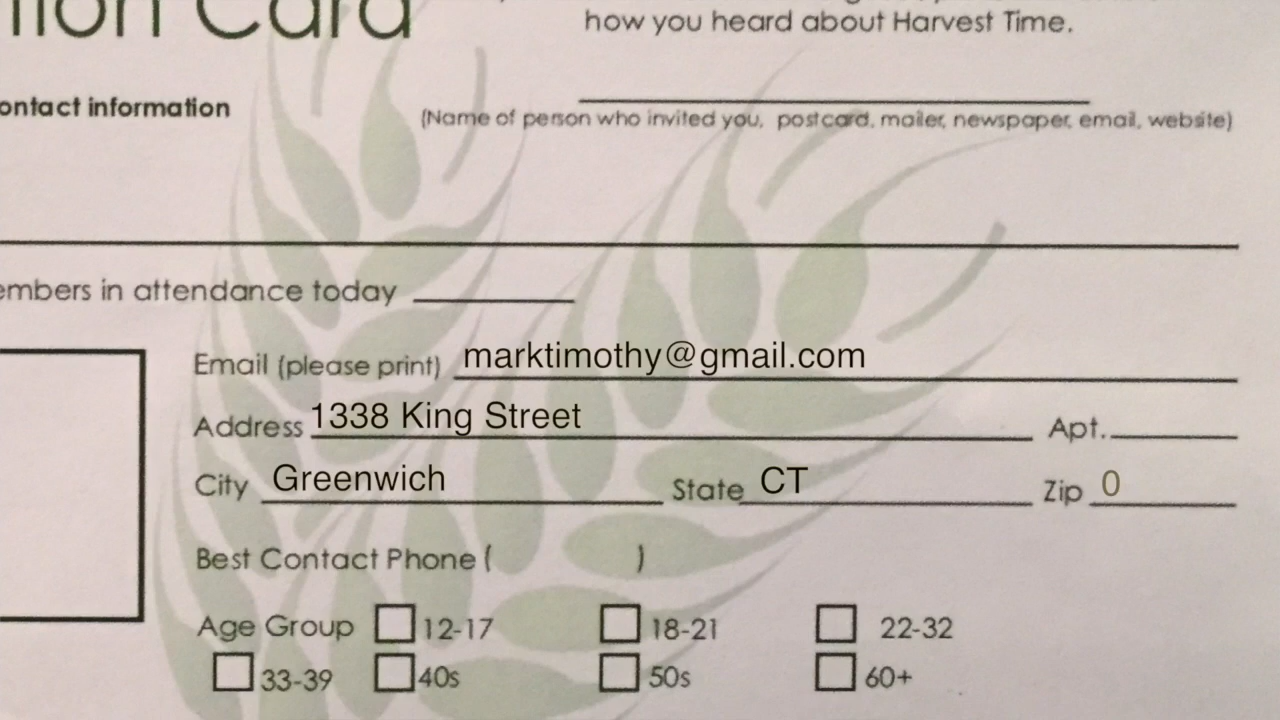 tion Card
how you heard about Harvest Time.
ontact information
(Name of person who invited you, postcard, mailer, newspaper, email, website)
embers in attendance today
Email (please print) marktimothy@gmail.com
Address 1338 King Street Apt.
City Greenwich State CT Zip 0
Best Contact Phone ( )
Age Group 12-17 18-21 22-32
33-39 40s 50s 60+